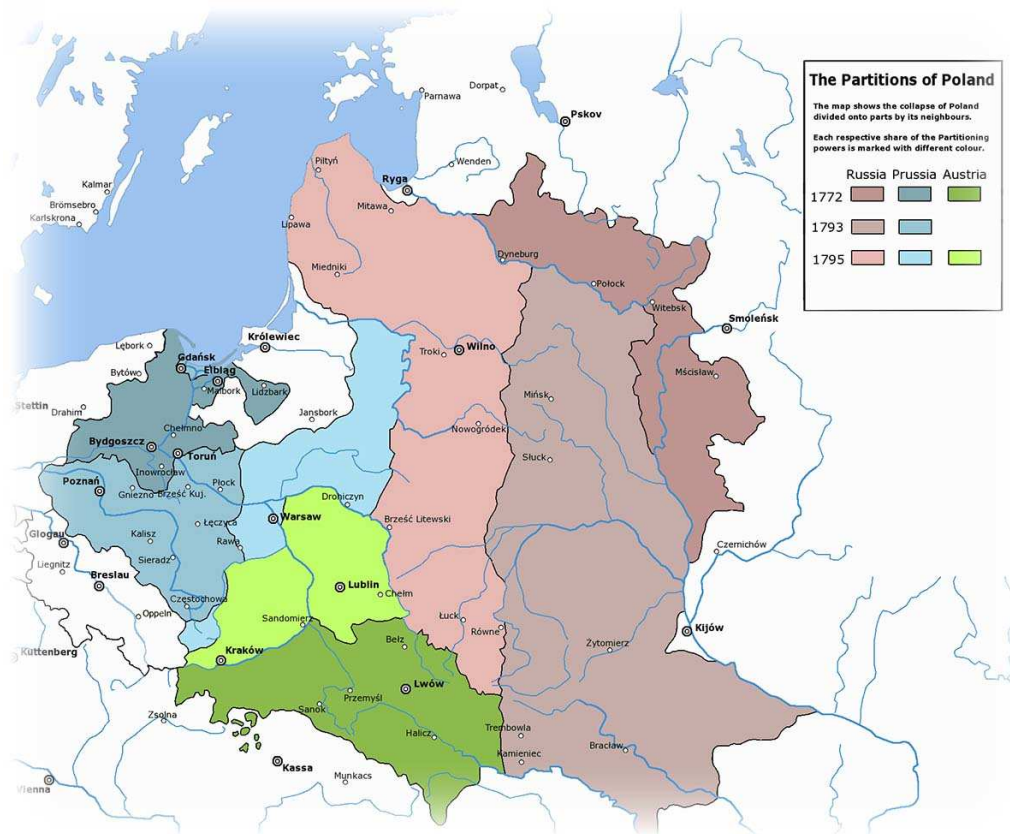 The Partitions of Poland
The map shows the collapse of Poland
divided onto parts by its neighbours.
Each respective share of the Partitioning
powers is marked with different colour.
Russia Prussia Austria
1772
1793
1795
Parnawa
Dorpat
Pskov
Piltyń
Wenden
Ryga
Kalmar
Brömsebro
Karlskrona
Mitawa
Lipawa
Miedniki
Dyneburg
Połock
Witebsk
Smoleńsk
Lębork
Królewiec
Gdańsk
Troki
Wilno
Bytówo
Elbląg
Malbork
Lidzbark
Mścisław
Stettin
Drahim
Jansbork
Mińsk
Chełmno
Nowogródek
Bydgoszcz
Toruń
Słuck
Inowrocław
Poznań
Gniezno
Brześć Kuj.
Płock
Drohiczyn
Warsaw
Brześć Litewski
Łęczyca
Glogau
Kalisz
Rawa
Czernichów
Sieradz
Liegnitz
Breslau
Lublin
Chełm
Częstochowa
Oppeln
Sandomierz
Łuck
Równe
Kijów
Bełz
Żytomierz
Kuttenberg
Kraków
Lwów
Przemyśl
Sanok
Zsolna
Halicz
Trembowla
Bracław
Kamieniec
Kassa
Munkacs
Vienna